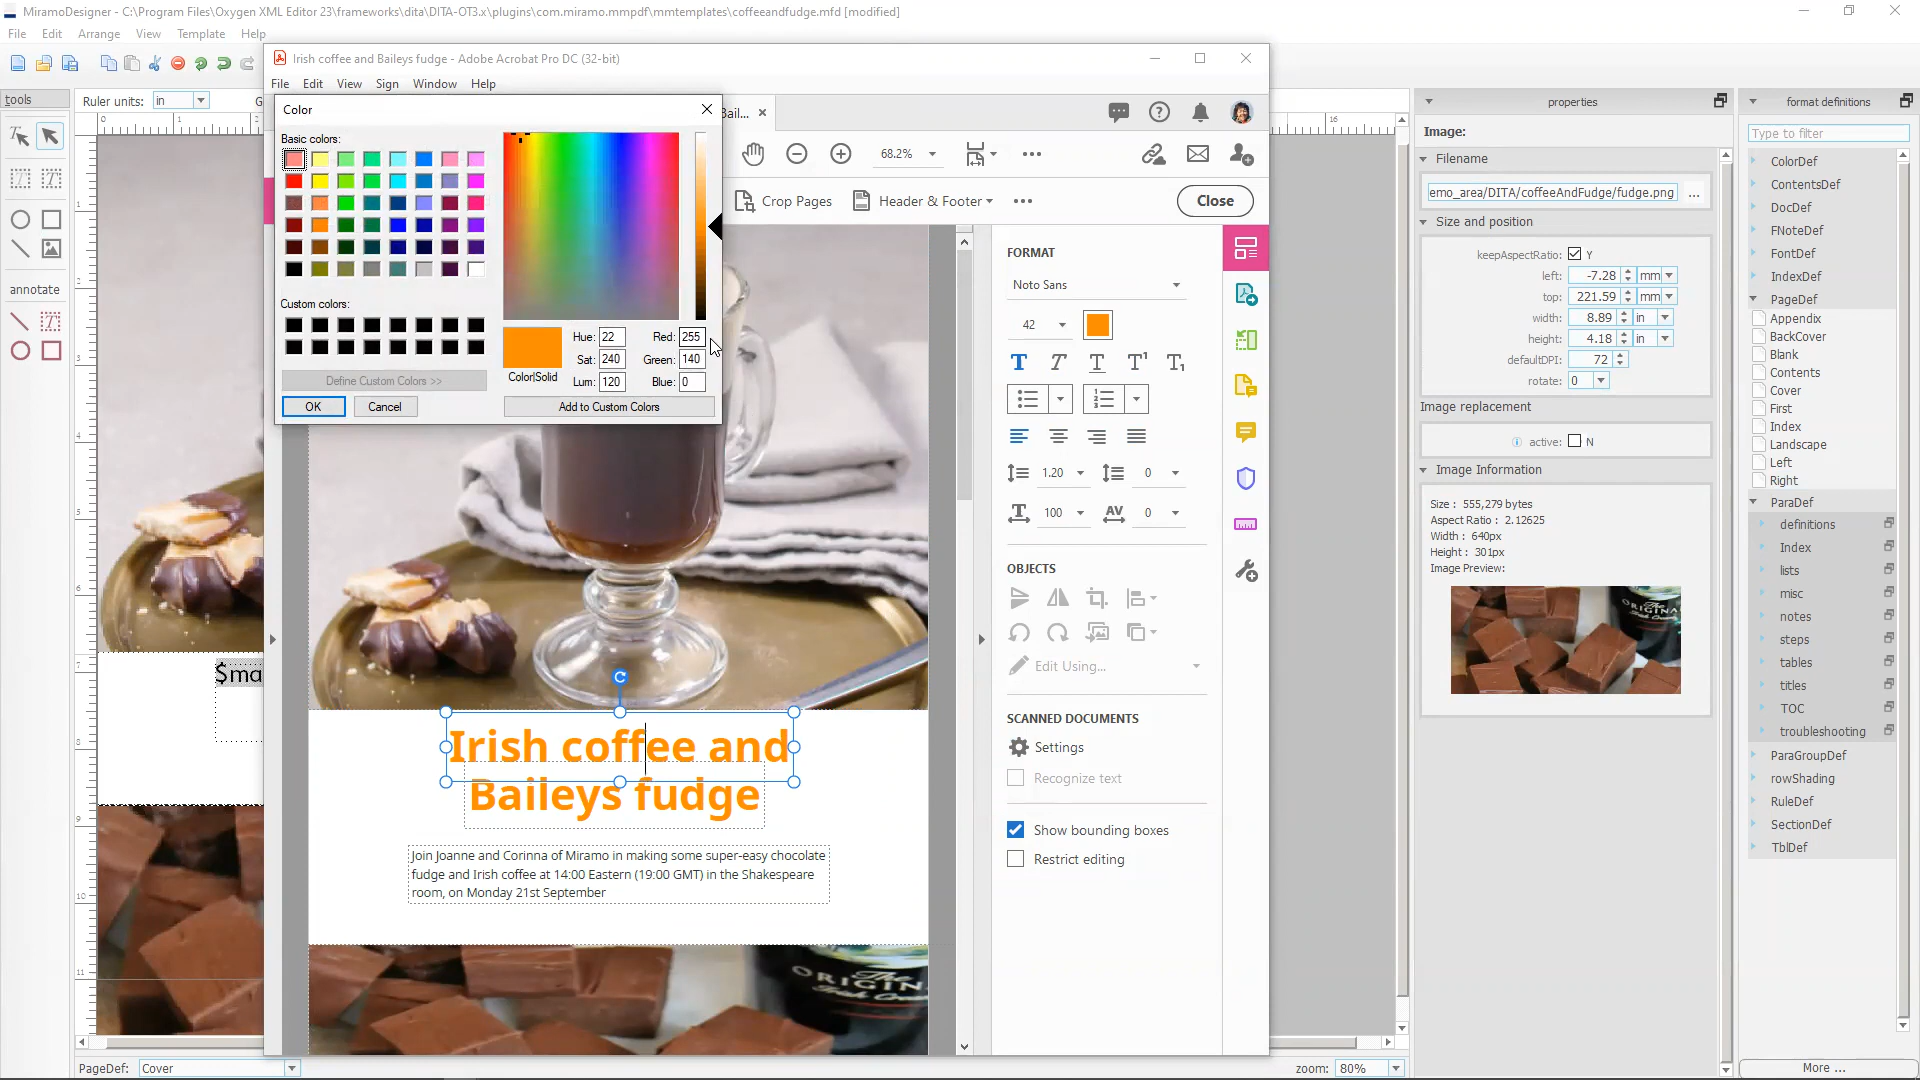 MiramoDesigner - C:\Program Files\Oxygen XML Editor 23\frameworks\dita\DITA-OT3.x\plugins\com.miramo.mmpdf\mmtemplates\coffeeandfudge.mfd [modified]
File Edit Arrange View Template Help
Irish coffee and Baileys fudge - Adobe Acrobat Pro DC (32-bit)
File Edit View Sign Window Help
tools
Ruler units: in
Color
Bail...
properties
format definitions
Basic colors:
Image:
Type to filter
68.2%
Filename
emo_area/DITA/coffeeAndFudge/fudge.png ...
Crop Pages
Header & Footer
Close
Size and position
keepAspectRatio: Y
left: -7.28 mm
top: 221.59 mm
width: 8.89 in
height: 4.18 in
defaultDPI: 72
rotate: 0
Image replacement
active: N
Image Information
Size : 555,279 bytes
Aspect Ratio : 2.12625
Width : 640px
Height : 301px
Image Preview:
ColorDef
ContentsDef
DocDef
FNoteDef
FontDef
IndexDef
PageDef
Appendix
BackCover
Blank
Contents
Cover
First
Index
Landscape
Left
Right
ParaDef
definitions
Index
lists
misc
notes
steps
tables
titles
TOC
troubleshooting
ParaGroupDef
rowShading
RuleDef
SectionDef
TblDef
More ...
annotate
Custom colors:
Define Custom Colors >>
OK
Cancel
Color|Solid
Hue: 22
Sat: 240
Lum: 120
Red: 255
Green: 140
Blue: 0
Add to Custom Colors
FORMAT
Noto Sans
42
1.20
0
100
0
OBJECTS
Edit Using...
SCANNED DOCUMENTS
Settings
Recognize text
Show bounding boxes
Restrict editing
$ma
Irish coffee and
Baileys fudge
Join Joanne and Corinna of Miramo in making some super-easy chocolate
fudge and Irish coffee at 14:00 Eastern (19:00 GMT) in the Shakespeare
room, on Monday 21st September
The
ORIGINAL
Irish Cream
PageDef: Cover
zoom: 80%